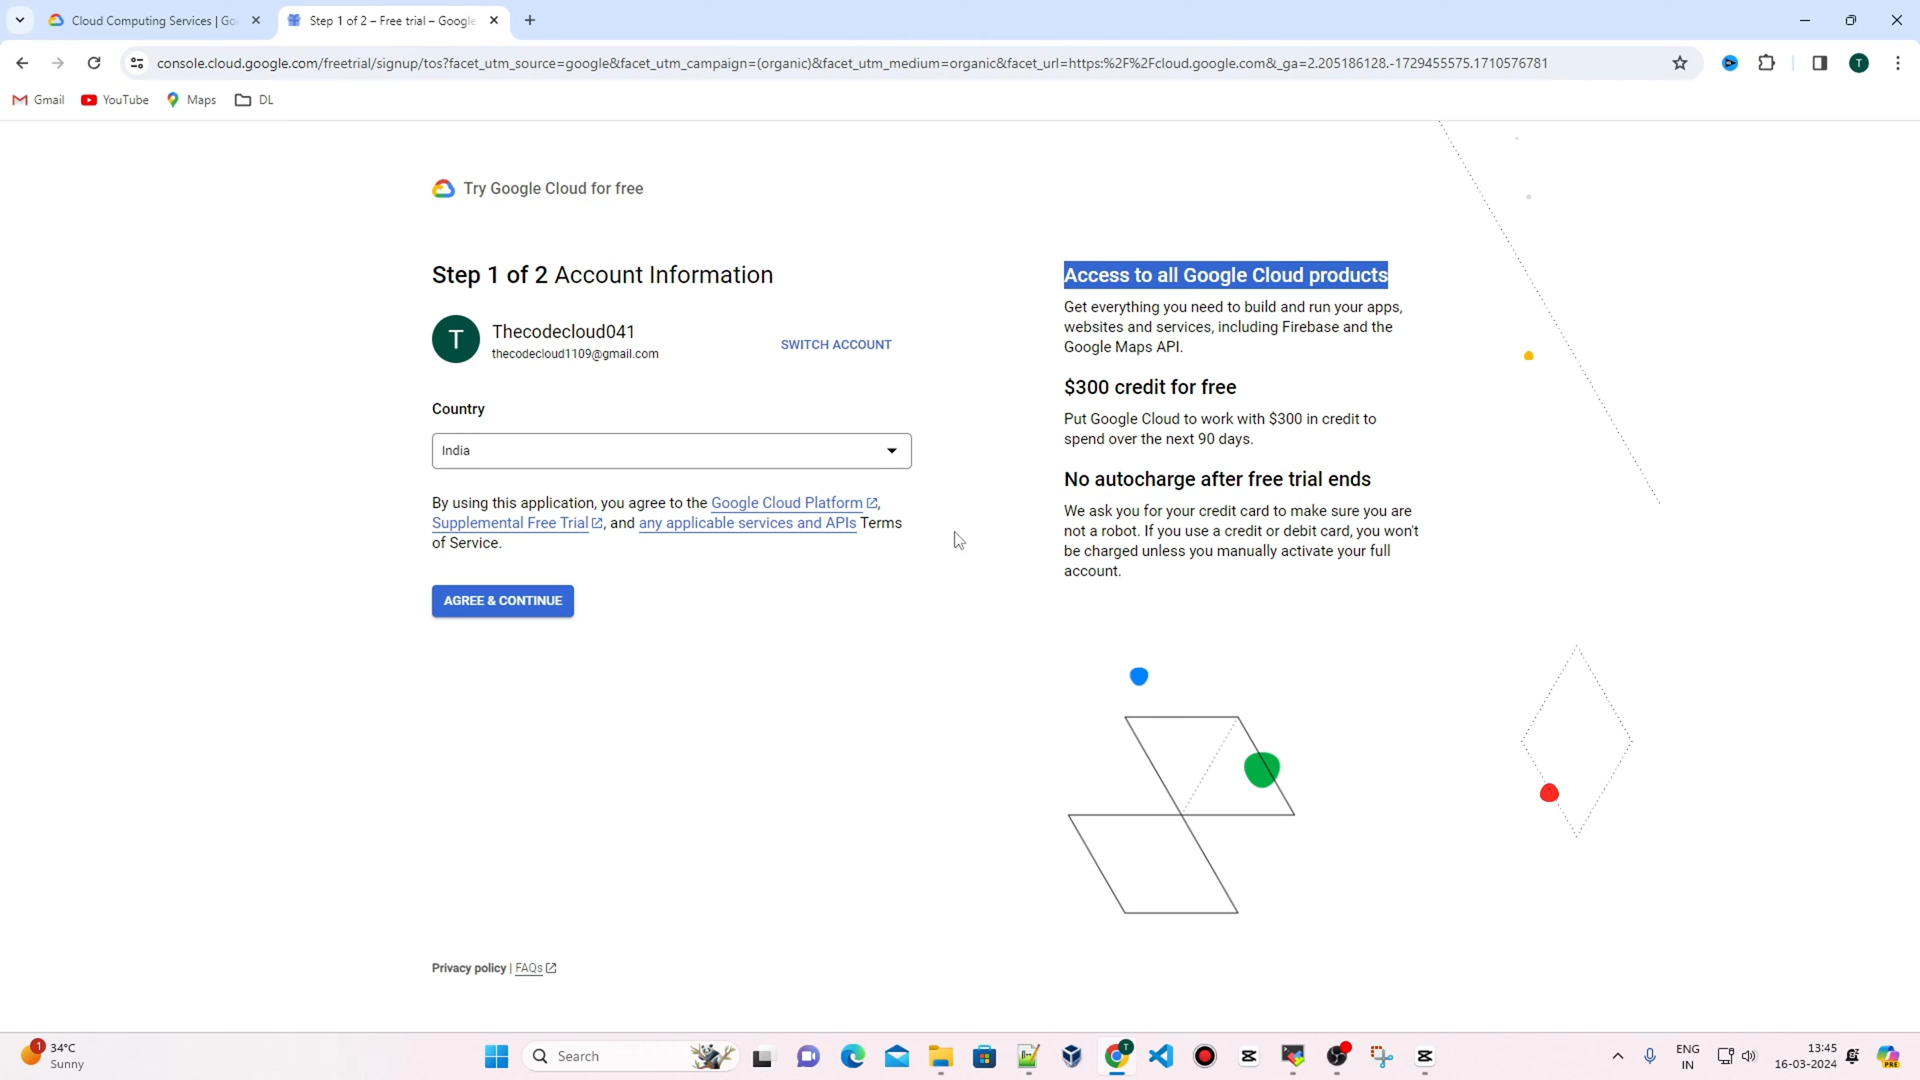 Cloud Computing Services | Go
Step 1 of 2 – Free trial – Google
console.cloud.google.com/freetrial/signup/tos?facet_utm_source=google&facet_utm_campaign=(organic)&facet_utm_medium=organic&facet_url=https:%2F%2Fcloud.google.com&_ga=2.205186128.-1729455575.1710576781
T
Gmail
YouTube
Maps
DL
Try Google Cloud for free
Step 1 of 2 Account Information
T
Thecodecloud041
thecodecloud1109@gmail.com
SWITCH ACCOUNT
Country
India
By using this application, you agree to the Google Cloud Platform,
Supplemental Free Trial, and any applicable services and APIs Terms
of Service.
AGREE & CONTINUE
Access to all Google Cloud products
Get everything you need to build and run your apps,
websites and services, including Firebase and the
Google Maps API.
$300 credit for free
Put Google Cloud to work with $300 in credit to
spend over the next 90 days.
No autocharge after free trial ends
We ask you for your credit card to make sure you are
not a robot. If you use a credit or debit card, you won't
be charged unless you manually activate your full
account.
Privacy policy | FAQs
1
34°C
Sunny
Search
T
ENG
IN
13:45
16-03-2024
PRE